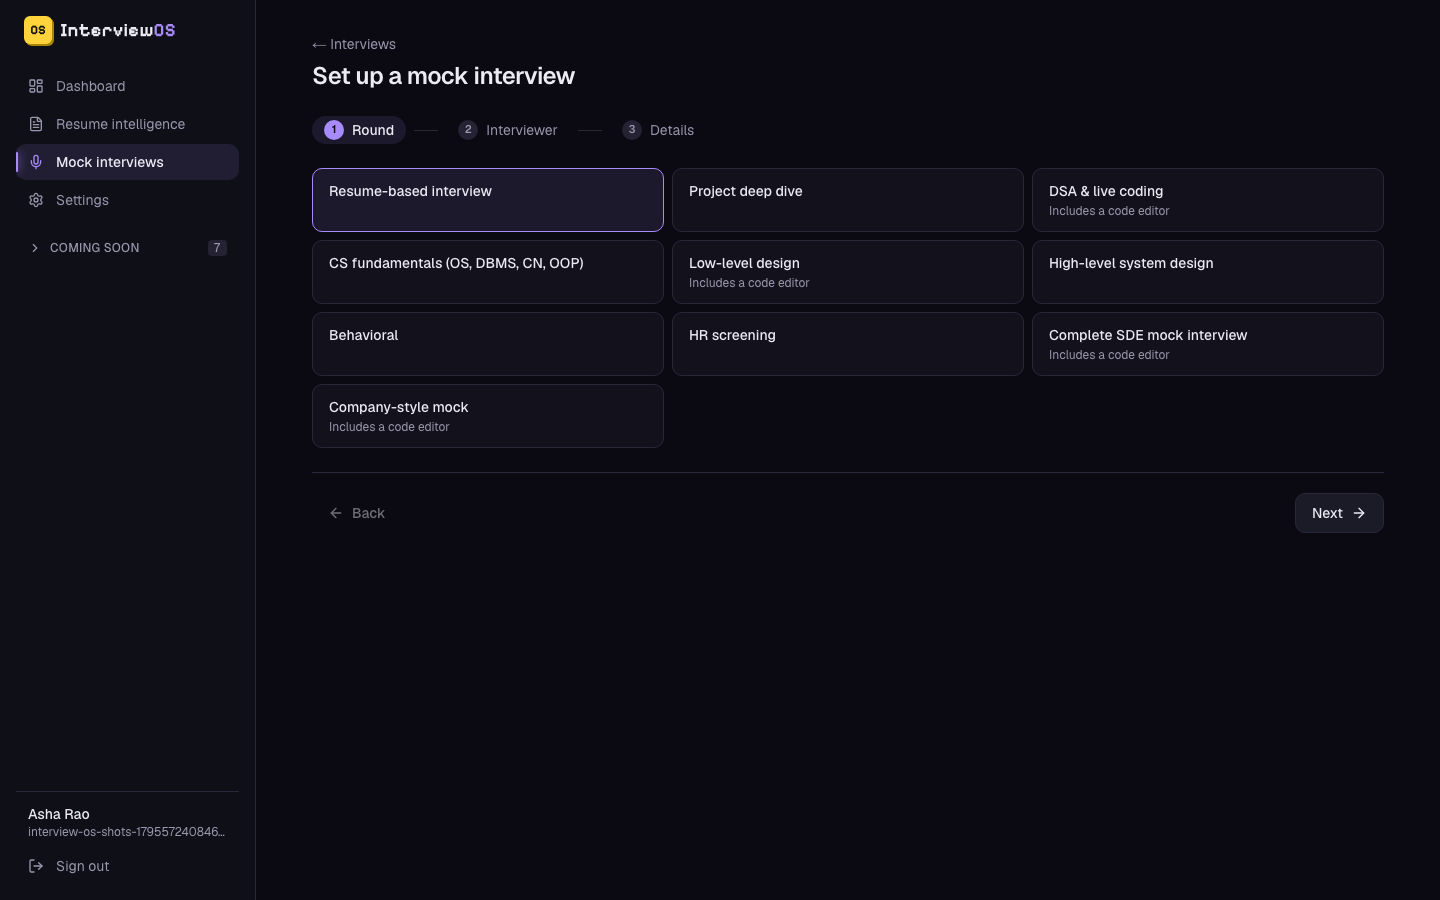 OS InterviewOS
Dashboard
Resume intelligence
Mock interviews
Settings
COMING SOON 7
Asha Rao
interview-os-shots-179557240846...
Sign out
← Interviews
Set up a mock interview
1 Round
2 Interviewer
3 Details
Resume-based interview
Project deep dive
DSA & live coding
Includes a code editor
CS fundamentals (OS, DBMS, CN, OOP)
Low-level design
Includes a code editor
High-level system design
Behavioral
HR screening
Complete SDE mock interview
Includes a code editor
Company-style mock
Includes a code editor
← Back
Next →